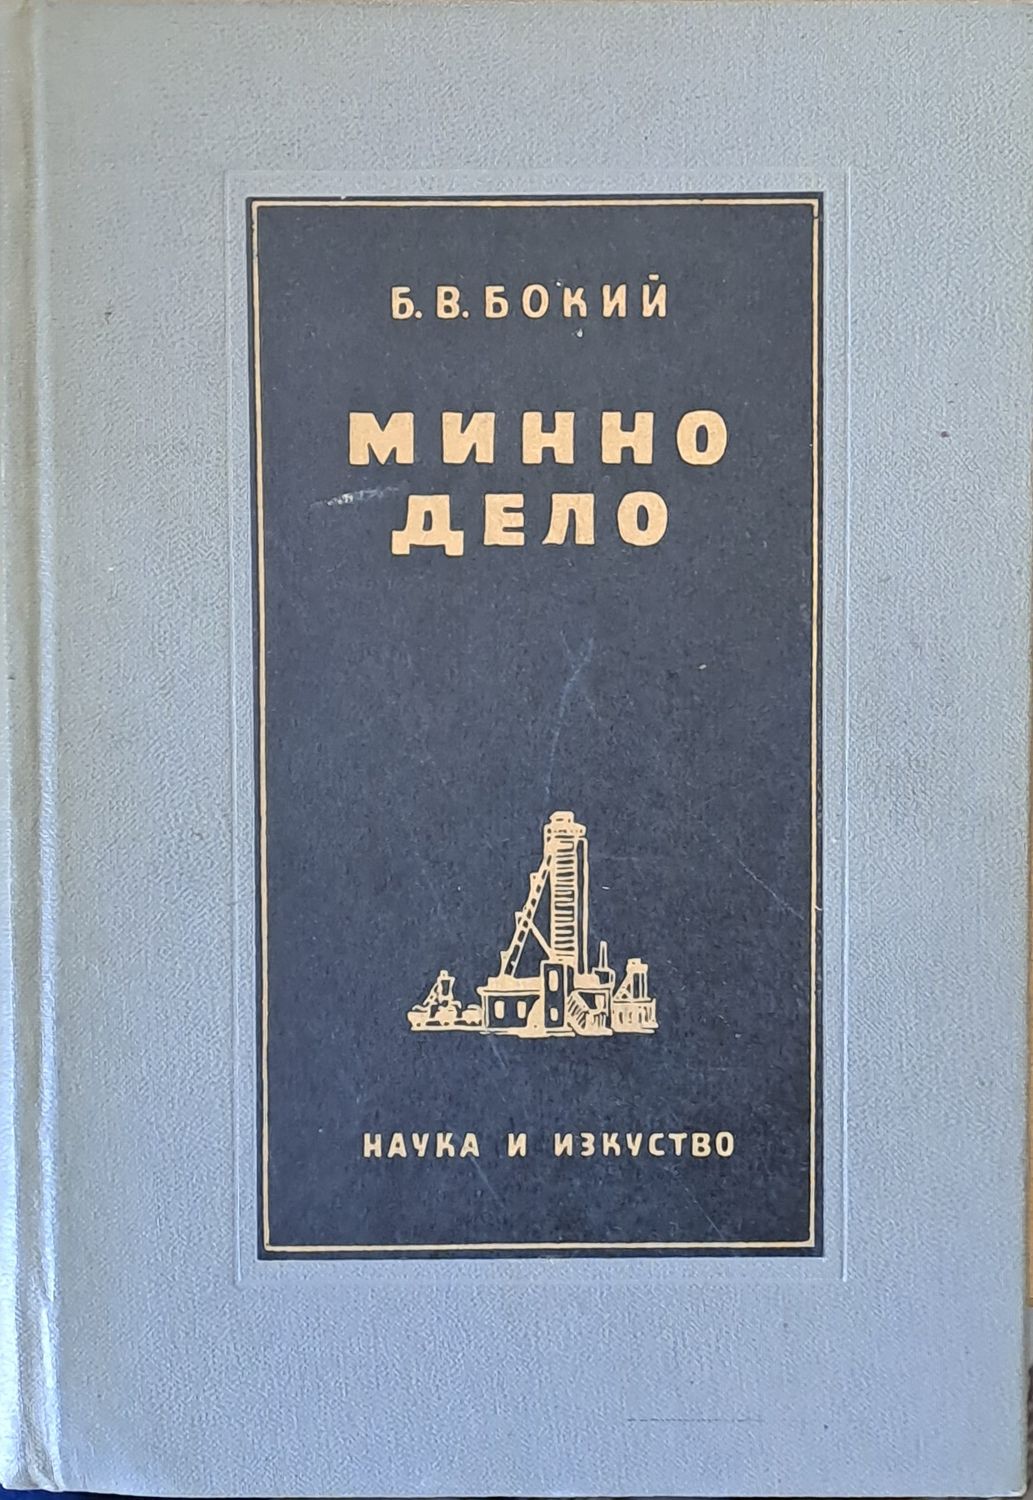 Б. В. БОКИЙ
МИННО
ДЕЛО
НАУКА И ИЗКУСТВО